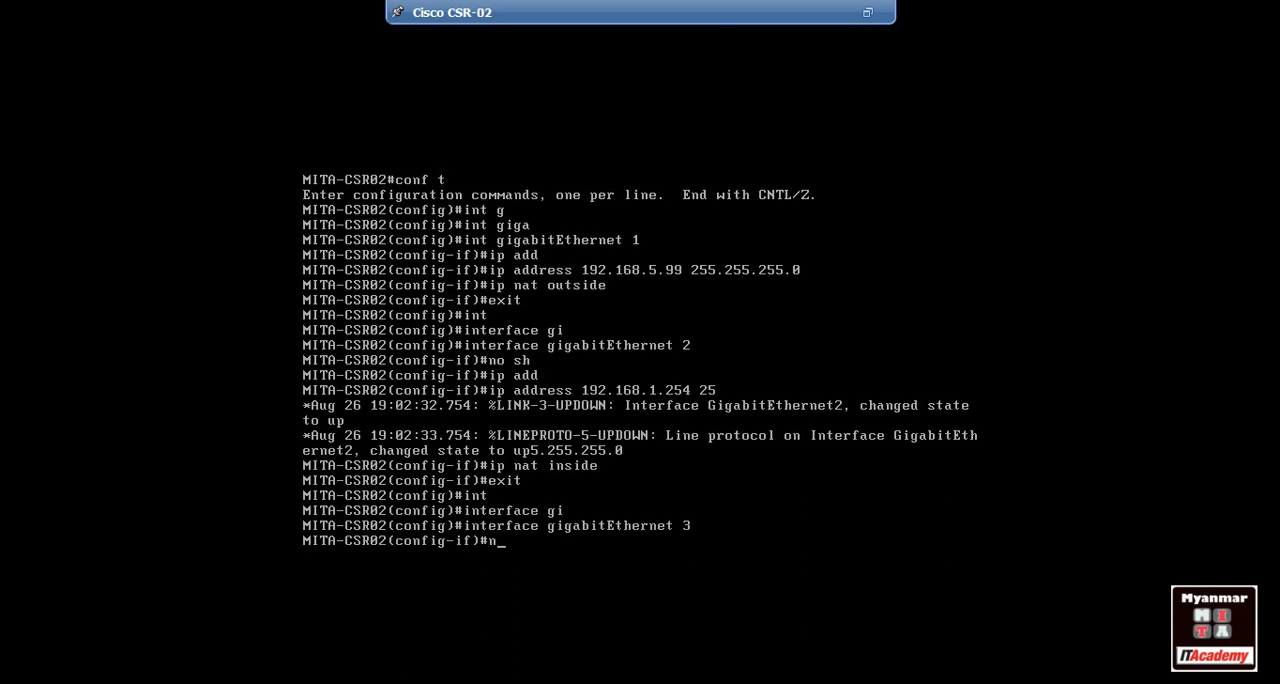 Cisco CSR-02
MITA-CSR02#conf t
Enter configuration commands, one per line.  End with CNTL/Z.
MITA-CSR02(config)#int g
MITA-CSR02(config)#int giga
MITA-CSR02(config)#int gigabitEthernet 1
MITA-CSR02(config-if)#ip add
MITA-CSR02(config-if)#ip address 192.168.5.99 255.255.255.0
MITA-CSR02(config-if)#ip nat outside
MITA-CSR02(config-if)#exit
MITA-CSR02(config)#int
MITA-CSR02(config)#interface gi
MITA-CSR02(config)#interface gigabitEthernet 2
MITA-CSR02(config-if)#no sh
MITA-CSR02(config-if)#ip add
MITA-CSR02(config-if)#ip address 192.168.1.254 25
*Aug 26 19:02:32.754: %LINK-3-UPDOWN: Interface GigabitEthernet2, changed state
to up
*Aug 26 19:02:33.754: %LINEPROTO-5-UPDOWN: Line protocol on Interface GigabitEth
ernet2, changed state to up5.255.255.0
MITA-CSR02(config-if)#ip nat inside
MITA-CSR02(config-if)#exit
MITA-CSR02(config)#int
MITA-CSR02(config)#interface gi
MITA-CSR02(config)#interface gigabitEthernet 3
MITA-CSR02(config-if)#n_
Myanmar
M I
T A
ITAcademy